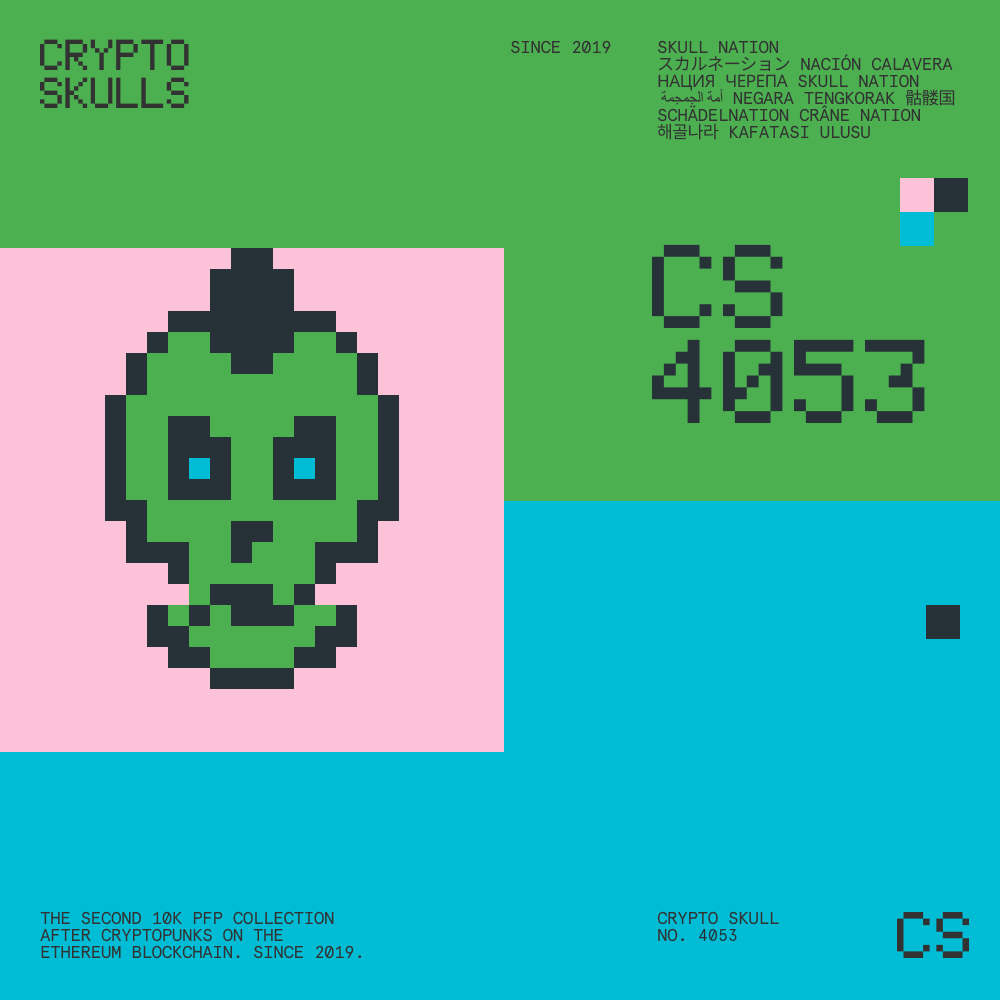 CRYPTO
SKULLS
SINCE 2019
SKULL NATION
スカルネーション NACIÓN CALAVERA
НАЦИЯ ЧЕРЕПА SKULL NATION
أمة الجمجمة NEGARA TENGKORAK 骷髅国
SCHÄDELNATION CRÂNE NATION
해골나라 KAFATASI ULUSU
CS
4053
THE SECOND 10K PFP COLLECTION
AFTER CRYPTOPUNKS ON THE
ETHEREUM BLOCKCHAIN. SINCE 2019.
CRYPTO SKULL
NO. 4053
CS